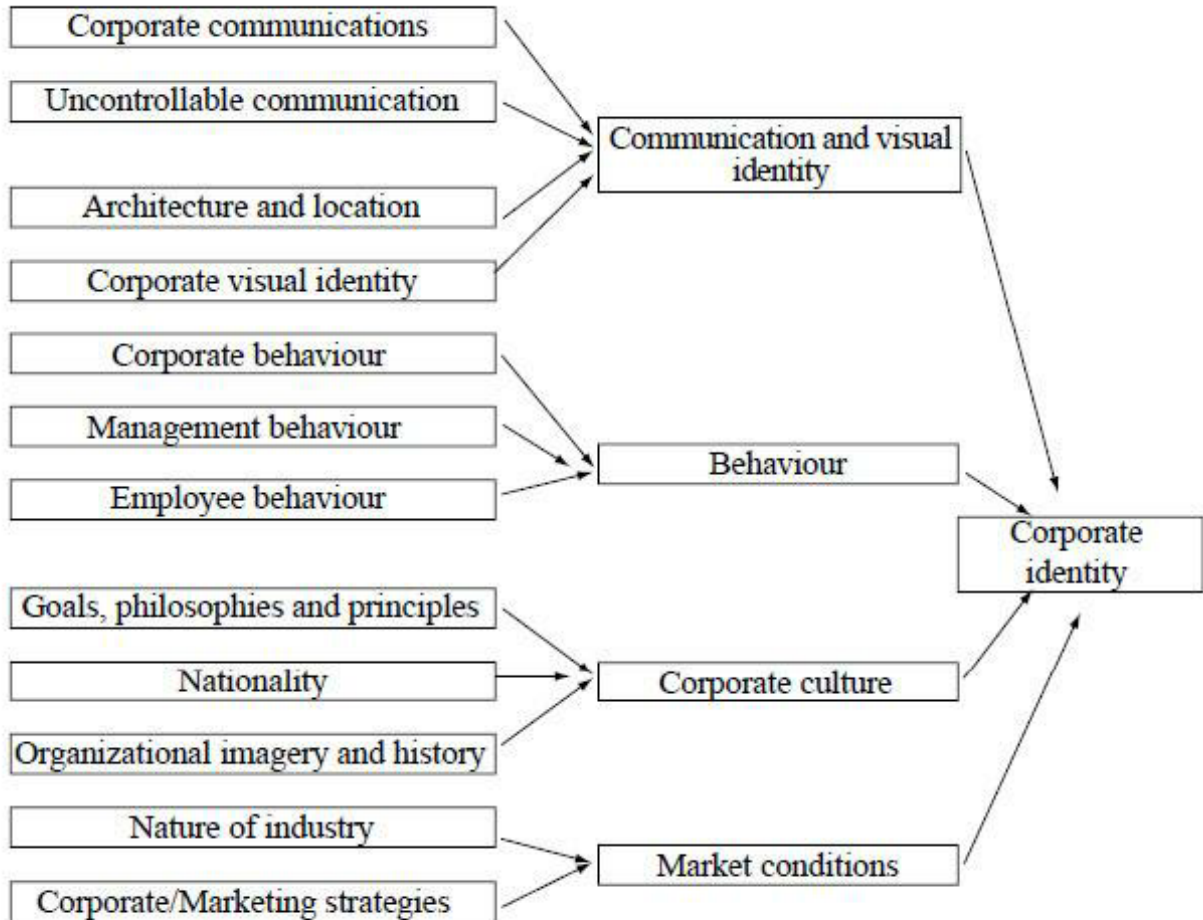 Corporate communications
Uncontrollable communication
Architecture and location
Corporate visual identity
Corporate behaviour
Management behaviour
Employee behaviour
Goals, philosophies and principles
Nationality
Organizational imagery and history
Nature of industry
Corporate/Marketing strategies
Communication and visual
identity
Behaviour
Corporate culture
Market conditions
Corporate
identity